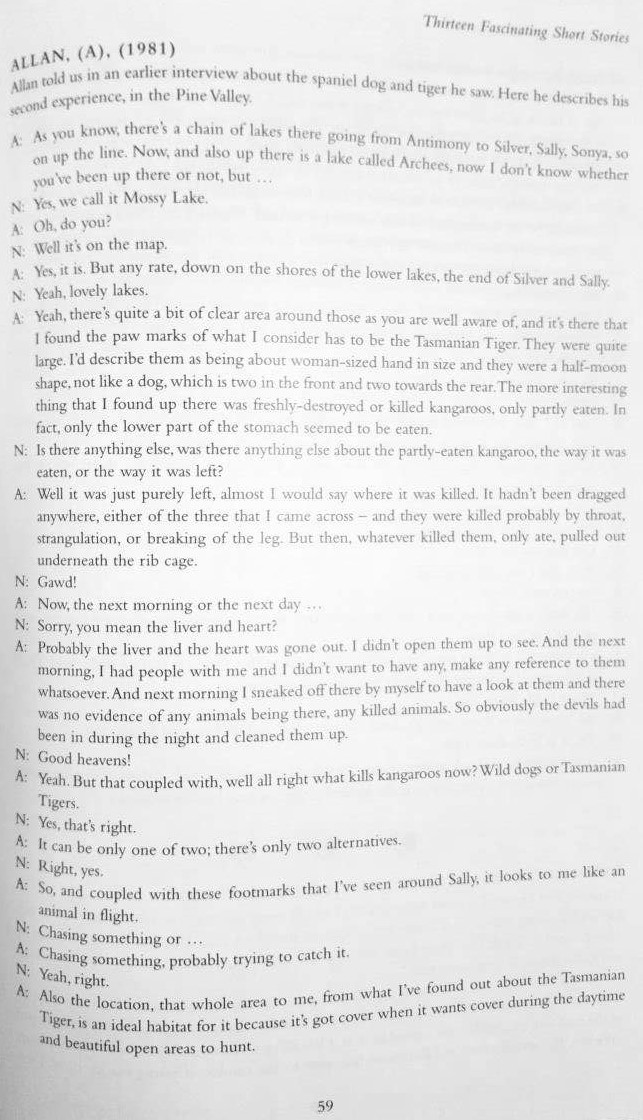 Thirteen Fascinating Short Stories
ALLAN, (A), (1981)
Allan told us in an earlier interview about the spaniel dog and tiger he saw. Here he describes his
second experience, in the Pine Valley.
A: As you know, there's a chain of lakes there going from Antimony to Silver, Sally, Sonya, so
on up the line. Now, and also up there is a lake called Archees, now I don't know whether
you've been up there or not, but ...
N: Yes, we call it Mossy Lake.
A: Oh, do you?
N: Well it's on the map.
A: Yes, it is. But any rate, down on the shores of the lower lakes, the end of Silver and Sally.
N: Yeah, lovely lakes.
A: Yeah, there's quite a bit of clear area around those as you are well aware of, and it's there that
I found the paw marks of what I consider has to be the Tasmanian Tiger. They were quite
large. I'd describe them as being about woman-sized hand in size and they were a half-moon
shape, not like a dog, which is two in the front and two towards the rear. The more interesting
thing that I found up there was freshly-destroyed or killed kangaroos, only partly eaten. In
fact, only the lower part of the stomach seemed to be eaten.
N: Is there anything else, was there anything else about the partly-eaten kangaroo, the way it was
eaten, or the way it was left?
A: Well it was just purely left, almost I would say where it was killed. It hadn't been dragged
anywhere, either of the three that I came across – and they were killed probably by throat,
strangulation, or breaking of the leg. But then, whatever killed them, only ate, pulled out
underneath the rib cage.
N: Gawd!
A: Now, the next morning or the next day ...
N: Sorry, you mean the liver and heart?
A: Probably the liver and the heart was gone out. I didn't open them up to see. And the next
morning, I had people with me and I didn't want to have any, make any reference to them
whatsoever. And next morning I sneaked off there by myself to have a look at them and there
was no evidence of any animals being there, any killed animals. So obviously the devils had
been in during the night and cleaned them up.
N: Good heavens!
A: Yeah. But that coupled with, well all right what kills kangaroos now? Wild dogs or Tasmanian
Tigers.
N: Yes, that's right.
A: It can be only one of two; there's only two alternatives.
N: Right, yes.
A: So, and coupled with these footmarks that I've seen around Sally, it looks to me like an
animal in flight.
N: Chasing something or ...
A: Chasing something, probably trying to catch it.
N: Yeah, right.
A: Also the location, that whole area to me, from what I've found out about the Tasmanian
Tiger, is an ideal habitat for it because it's got cover when it wants cover during the daytime
and beautiful open areas to hunt.
59